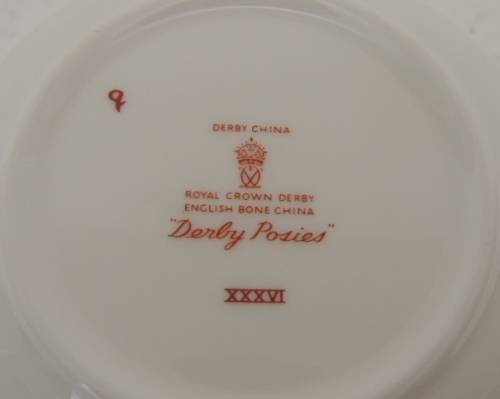 DERBY CHINA
ROYAL CROWN DERBY
ENGLISH BONE CHINA
"Derby Posies"
XXXVI